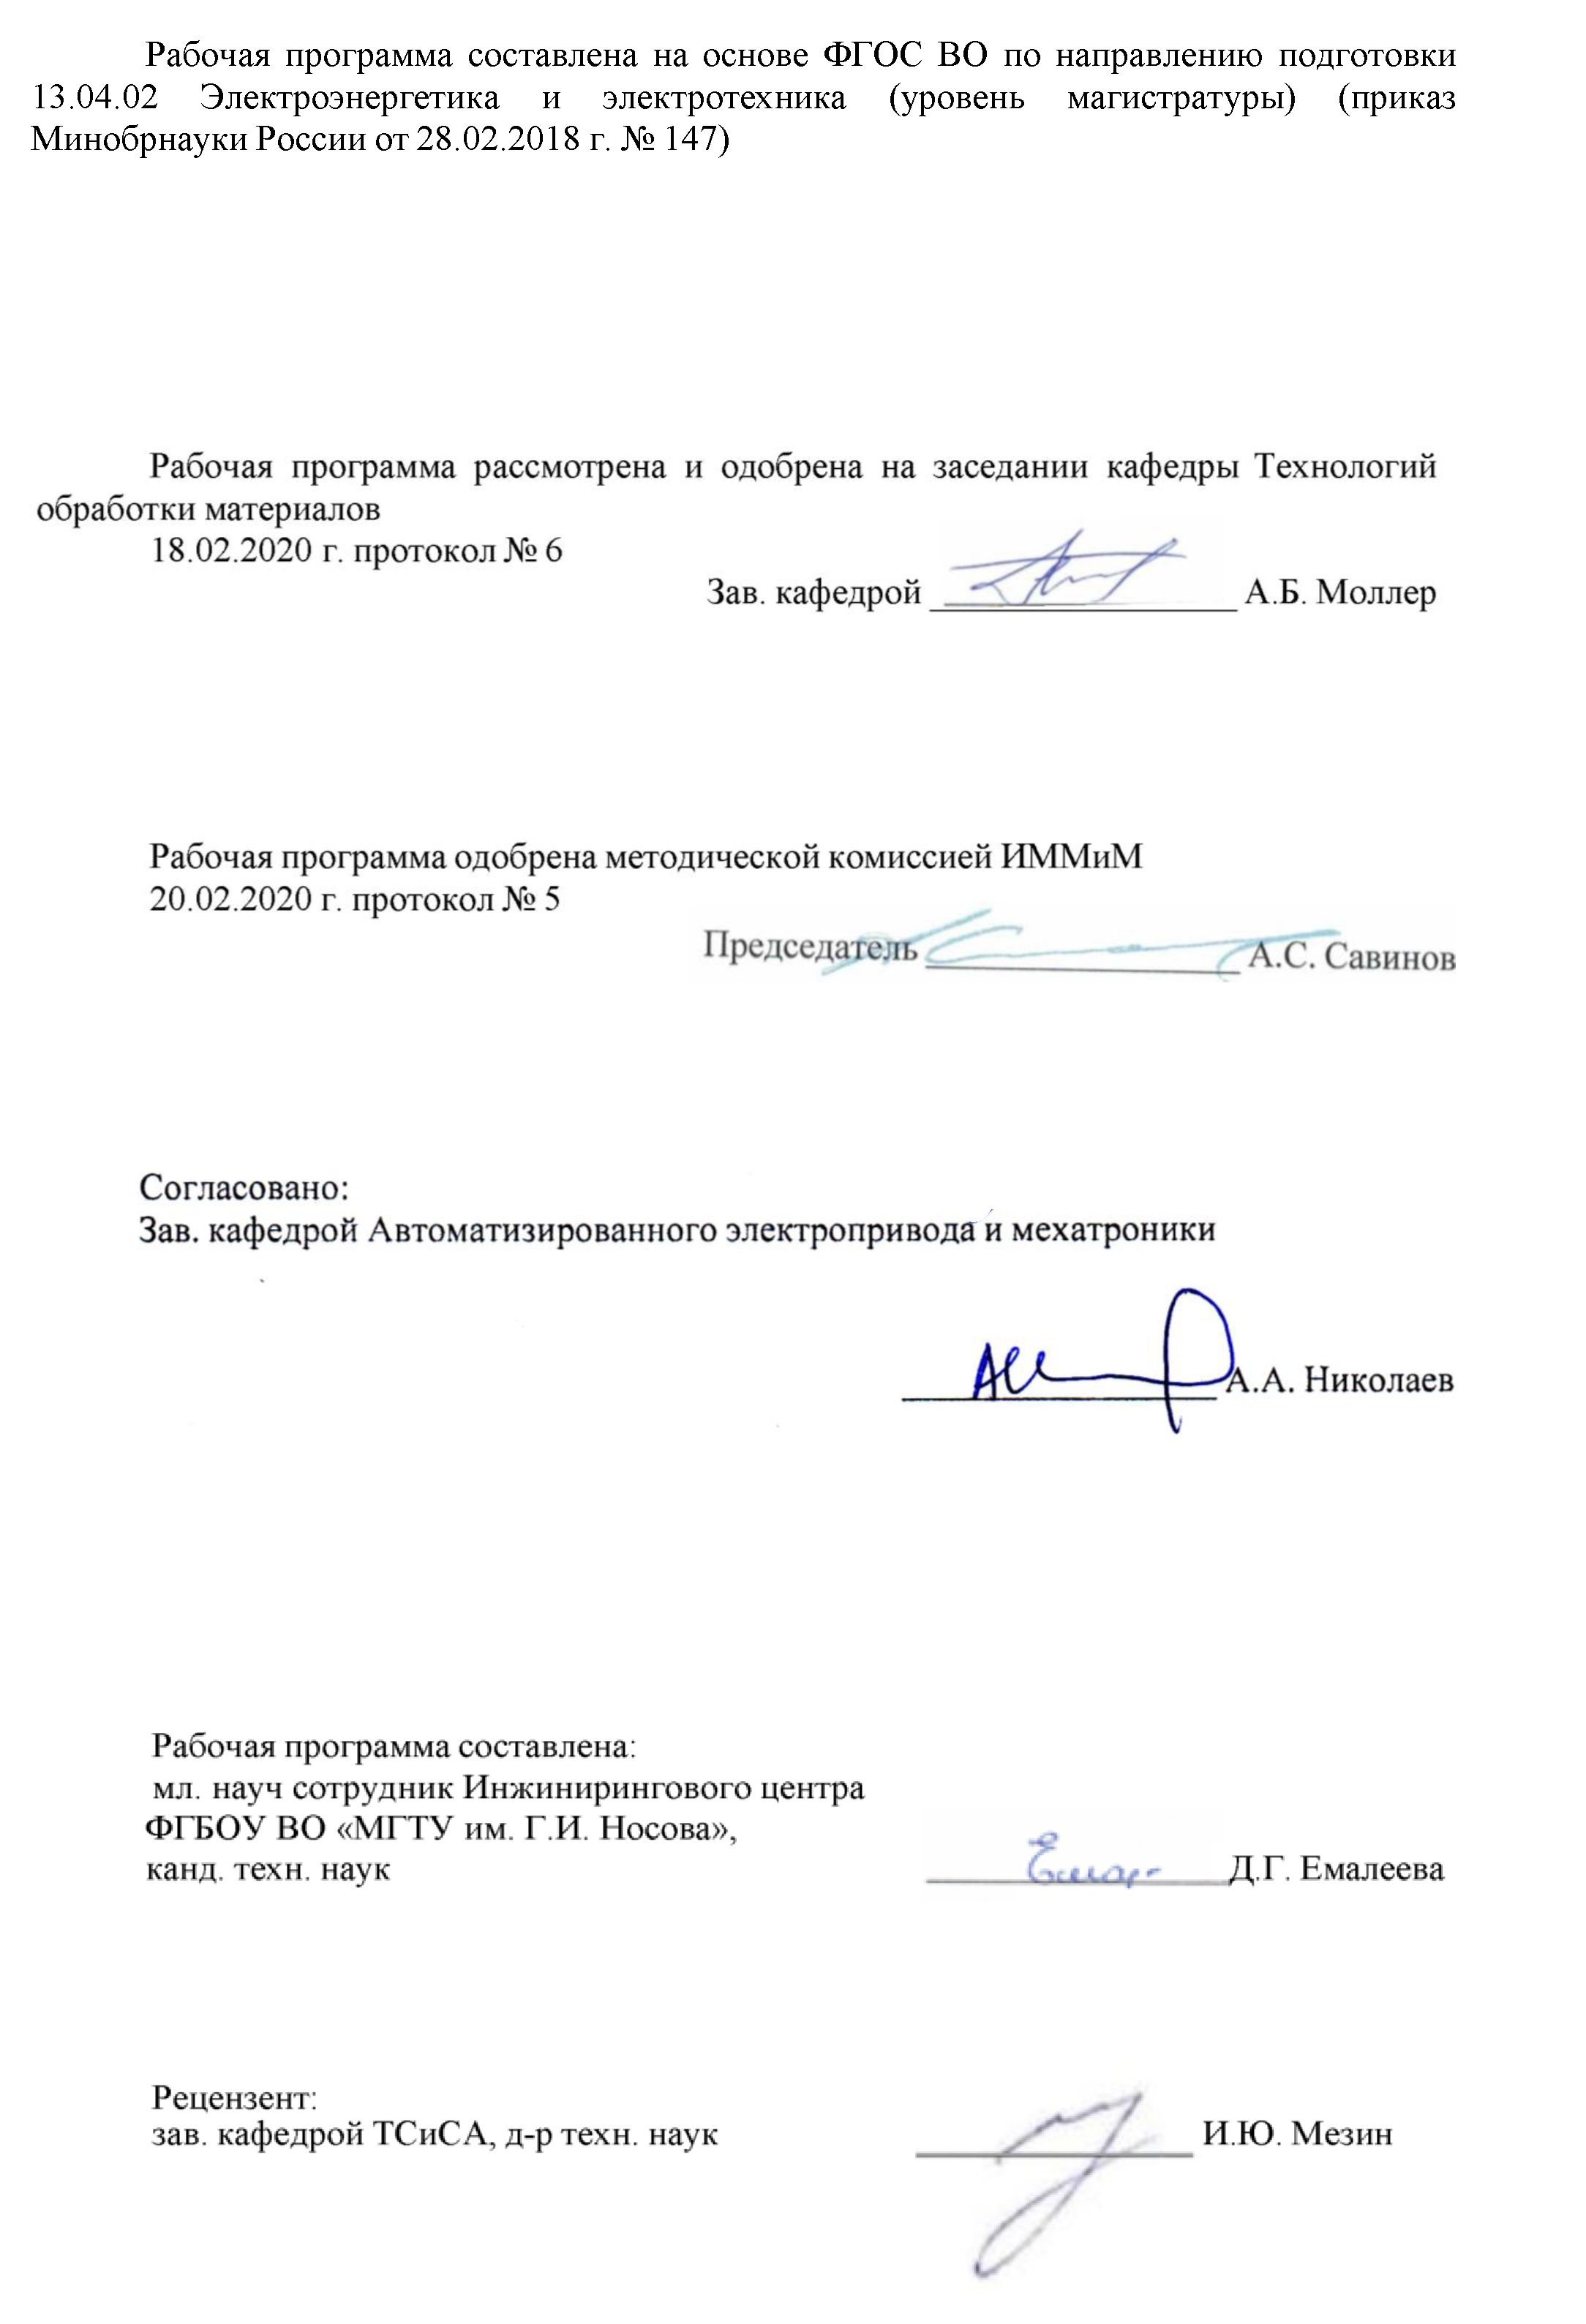 Рабочая программа составлена на основе ФГОС ВО по направлению подготовки
13.04.02 Электроэнергетика и электротехника (уровень магистратуры) (приказ
Минобрнауки России от 28.02.2018 г. № 147)
Рабочая программа рассмотрена и одобрена на заседании кафедры Технологий
обработки материалов
18.02.2020 г. протокол № 6
Зав. кафедрой А.Б. Моллер
Рабочая программа одобрена методической комиссией ИММиМ
20.02.2020 г. протокол № 5
Председатель А.С. Савинов
Согласовано:
Зав. кафедрой Автоматизированного электропривода и мехатроники
А.А. Николаев
Рабочая программа составлена:
мл. науч сотрудник Инжинирингового центра
ФГБОУ ВО «МГТУ им. Г.И. Носова»,
канд. техн. наук Д.Г. Емалеева
Рецензент:
зав. кафедрой ТСиСА, д-р техн. наук И.Ю. Мезин